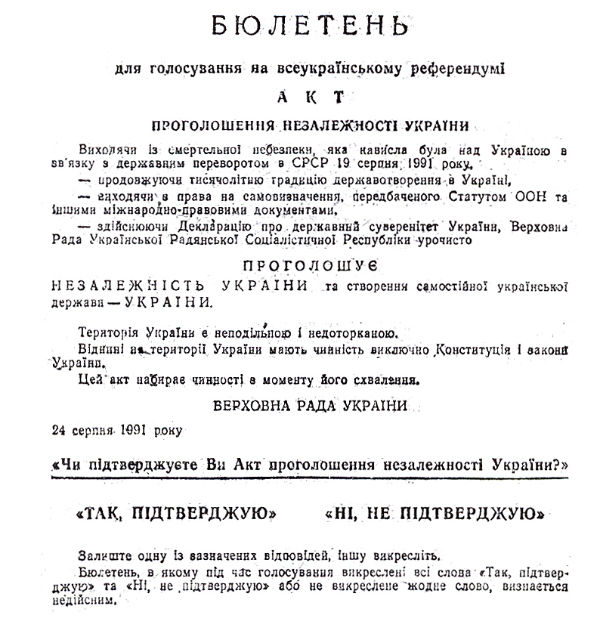 БЮЛЕТЕНЬ
для голосування на всеукраїнському референдумі
АКТ
ПРОГОЛОШЕННЯ НЕЗАЛЕЖНОСТІ УКРАЇНИ
Виходячи із смертельної небезпеки, яка нависла була над Україною в
зв'язку з державним переворотом в СРСР 19 серпня 1991 року,
— продовжуючи тисячолітню традицію державотворення в Україні,
— виходячи з права на самовизначення, передбаченого Статутом ООН та
іншими міжнародно-правовими документами,
— здійснюючи Декларацію про державний суверенітет України, Верховна
Рада Української Радянської Соціалістичної Республіки урочисто
ПРОГОЛОШУЄ
НЕЗАЛЕЖНІСТЬ УКРАЇНИ та створення самостійної української
держави — УКРАЇНИ.
Територія України є неподільною і недоторканою.
Віднині на території України мають чинність виключно Конституція і закони
України.
Цей акт набирає чинності з моменту його схвалення.
ВЕРХОВНА РАДА УКРАЇНИ
24 серпня 1991 року
«Чи підтверджуєте Ви Акт проголошення незалежності України?»
«ТАК, ПІДТВЕРДЖУЮ» «НІ, НЕ ПІДТВЕРДЖУЮ»
Залиште одну із зазначених відповідей, іншу викресліть.
Бюлетень, в якому під час голосування викреслені всі слова «Так, підтвер-
джую» та «Ні, не підтверджую» або не викреслене жодне слово, визнається
недійсним.